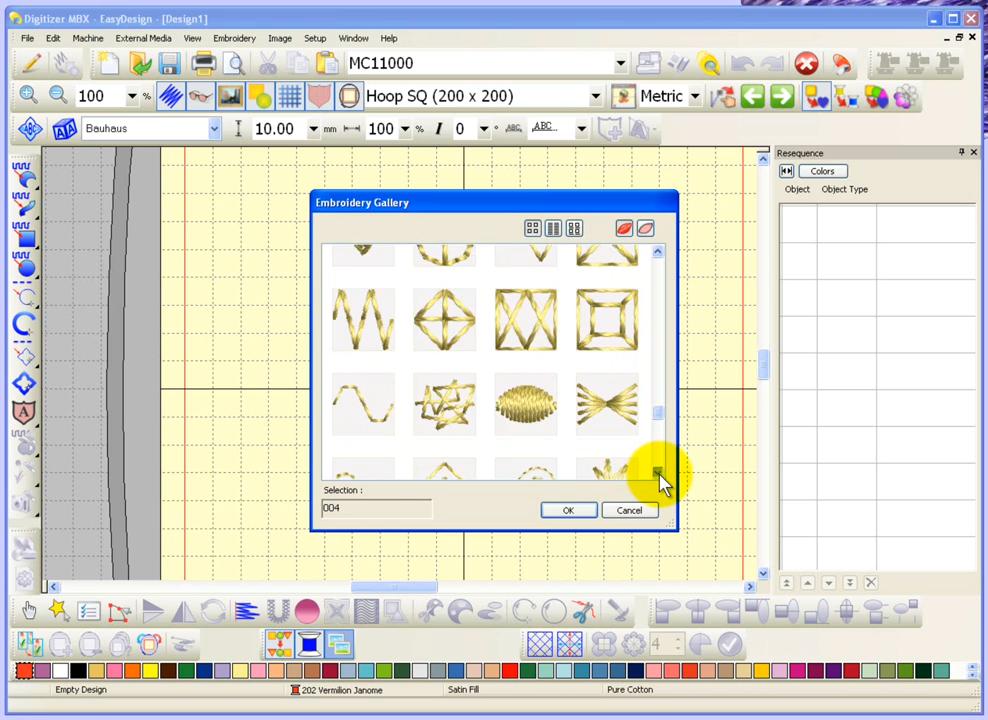 Digitizer MBX - EasyDesign - [Design1]
File Edit Machine External Media View Embroidery Image Setup Window Help
MC11000
100 % Hoop SQ (200 x 200) Metric
Bauhaus 10.00 mm 100 % 0 ° ABC ABC...
Resequence
Colors
Object Object Type
Embroidery Gallery
Selection :
004
OK Cancel
4
Empty Design 202 Vermilion Janome Satin Fill Pure Cotton